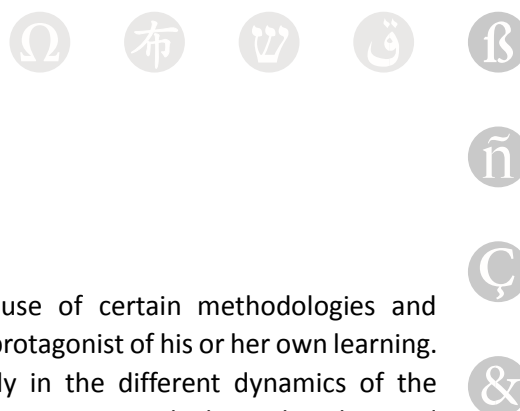 Ω 布 ש ق ß
ñ
Ç
use of certain methodologies and
protagonist of his or her own learning.
&
in the different dynamics of the